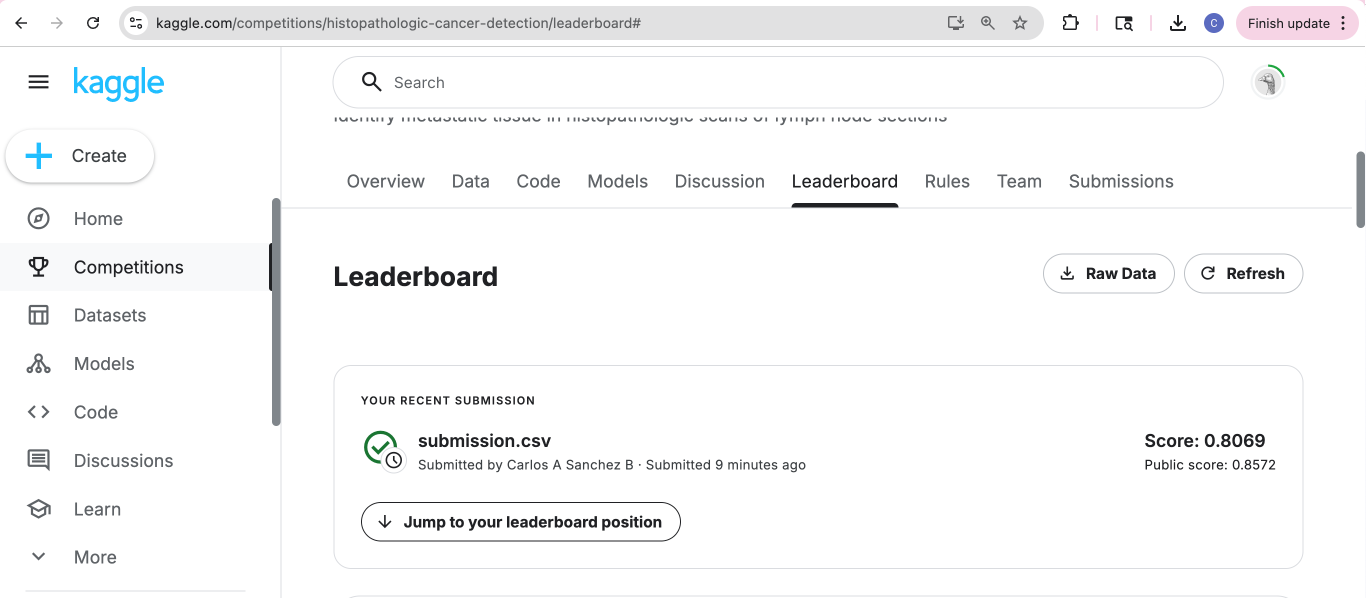 kaggle.com/competitions/histopathologic-cancer-detection/leaderboard#
C
Finish update
kaggle
Search
Identify metastatic tissue in histopathologic scans of lymph node sections
Create
Overview Data Code Models Discussion Leaderboard Rules Team Submissions
Home
Competitions
Datasets
Models
Code
Discussions
Learn
More
Leaderboard
Raw Data
Refresh
YOUR RECENT SUBMISSION
submission.csv
Submitted by Carlos A Sanchez B · Submitted 9 minutes ago
Score: 0.8069
Public score: 0.8572
Jump to your leaderboard position